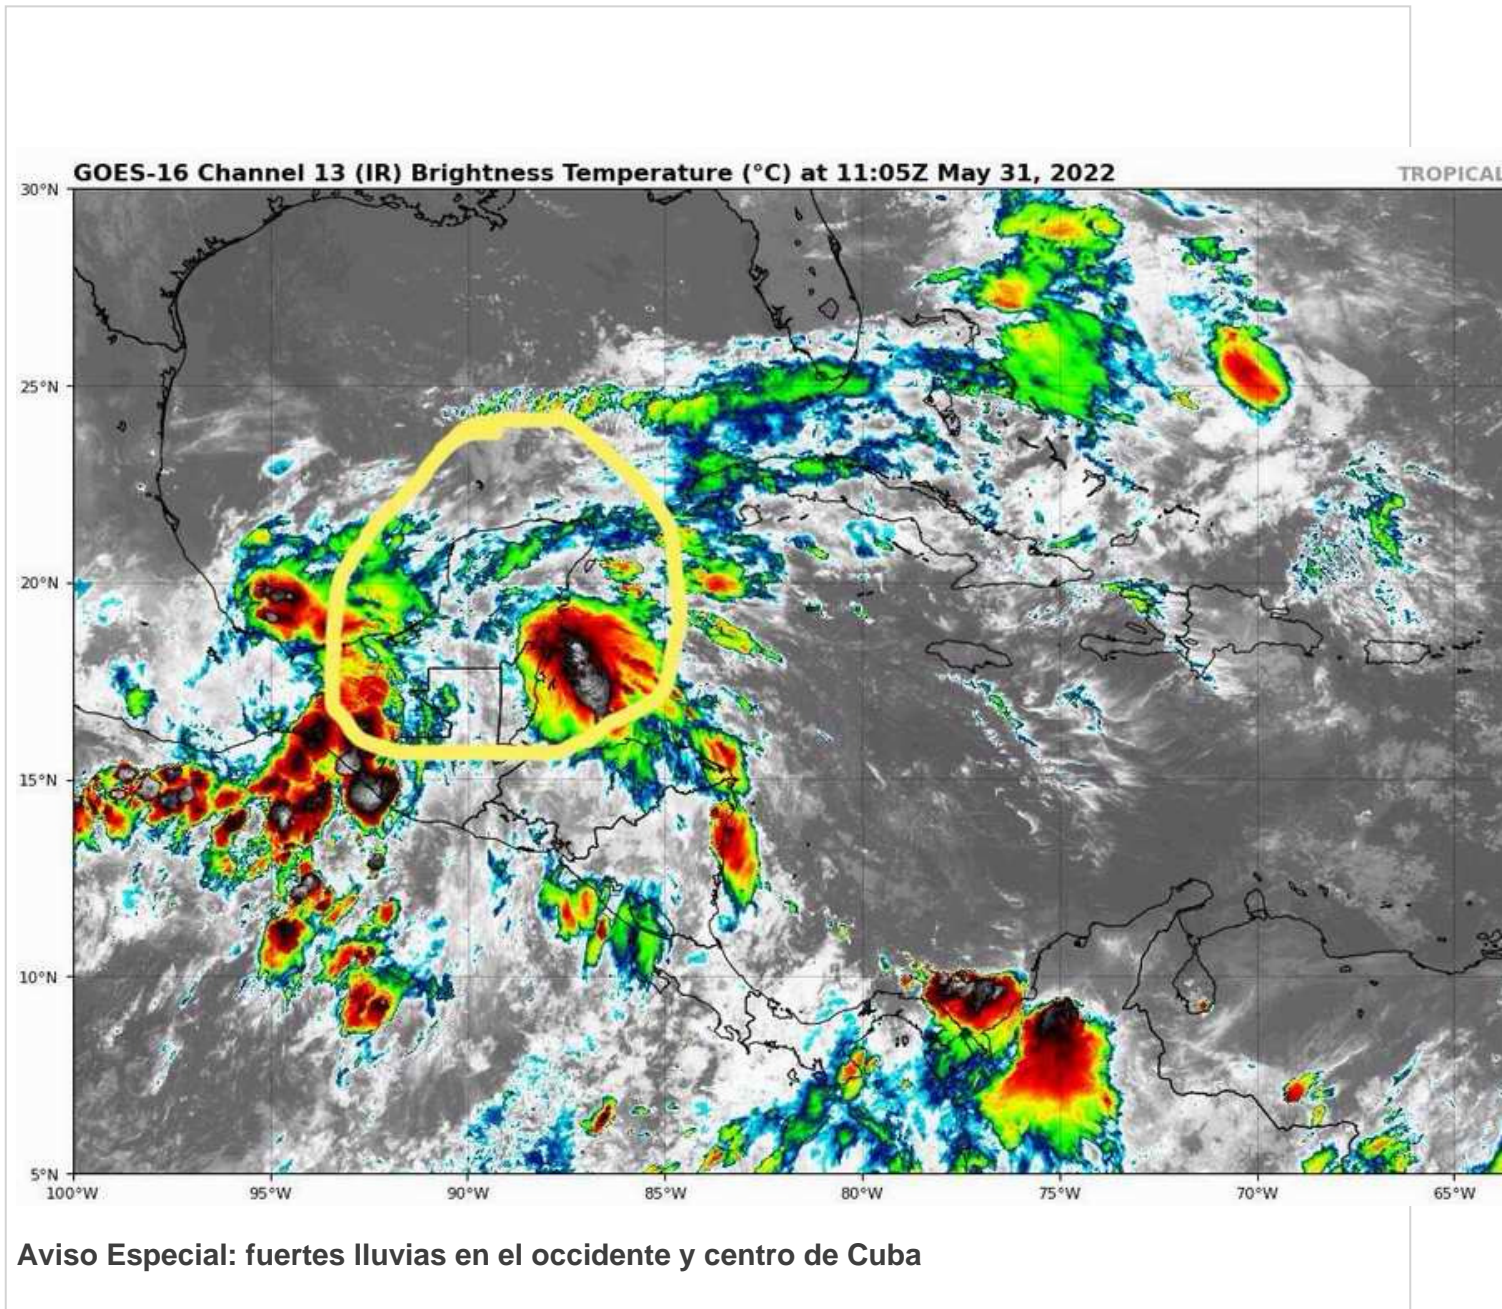 GOES-16 Channel 13 (IR) Brightness Temperature (°C) at 11:05Z May 31, 2022 TROPICAL
30°N
25°N
20°N
15°N
10°N
5°N
100°W 95°W 90°W 85°W 80°W 75°W 70°W 65°W
Aviso Especial: fuertes lluvias en el occidente y centro de Cuba